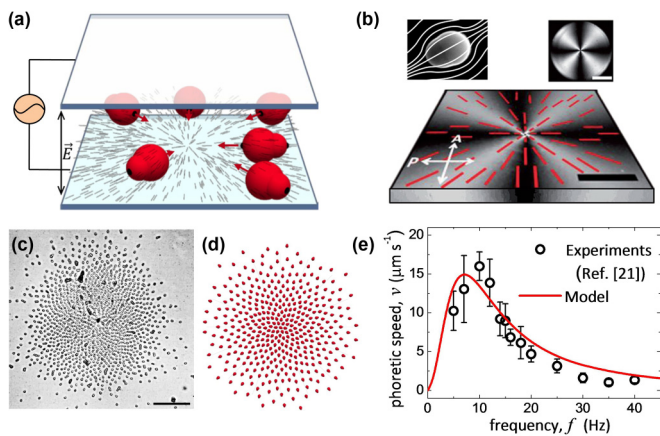 (a)
E
(b)
A
P
(c)
(d)
(e)
phoretic speed, v (μm s⁻¹)
20
15
10
5
0
Experiments
(Ref. [21])
Model
0 10 20 30 40
frequency, f (Hz)